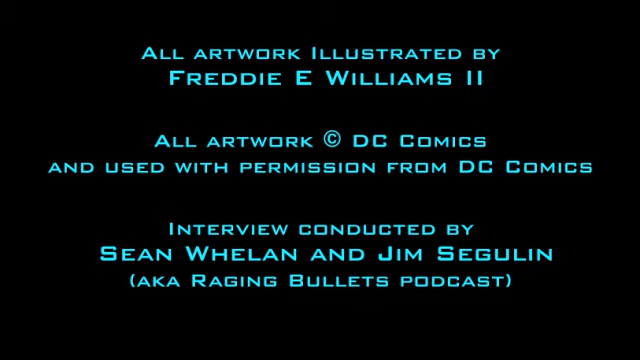 All artwork Illustrated by
Freddie E Williams II
All artwork © DC Comics
and used with permission from DC Comics
Interview conducted by
Sean Whelan and Jim Segulin
(aka Raging Bullets podcast)